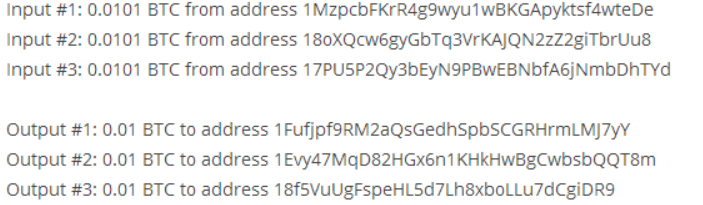 Input #1: 0.0101 BTC from address 1MzpcbFKrR4g9wyu1wBKGApyktsf4wteDe
Input #2: 0.0101 BTC from address 18oXQcw6gyGbTq3VrKAJQN2zZ2giTbrUu8
Input #3: 0.0101 BTC from address 17PU5P2Qy3bEyN9PBwEBNbfA6jNmbDhTYd
Output #1: 0.01 BTC to address 1Fufjpf9RM2aQsGedhSpbSCGRHrmLMJ7yY
Output #2: 0.01 BTC to address 1Evy47MqD82HGx6n1KHkHwBgCwbsbQQT8m
Output #3: 0.01 BTC to address 18f5VuUgFspeHL5d7Lh8xboLLu7dCgiDR9